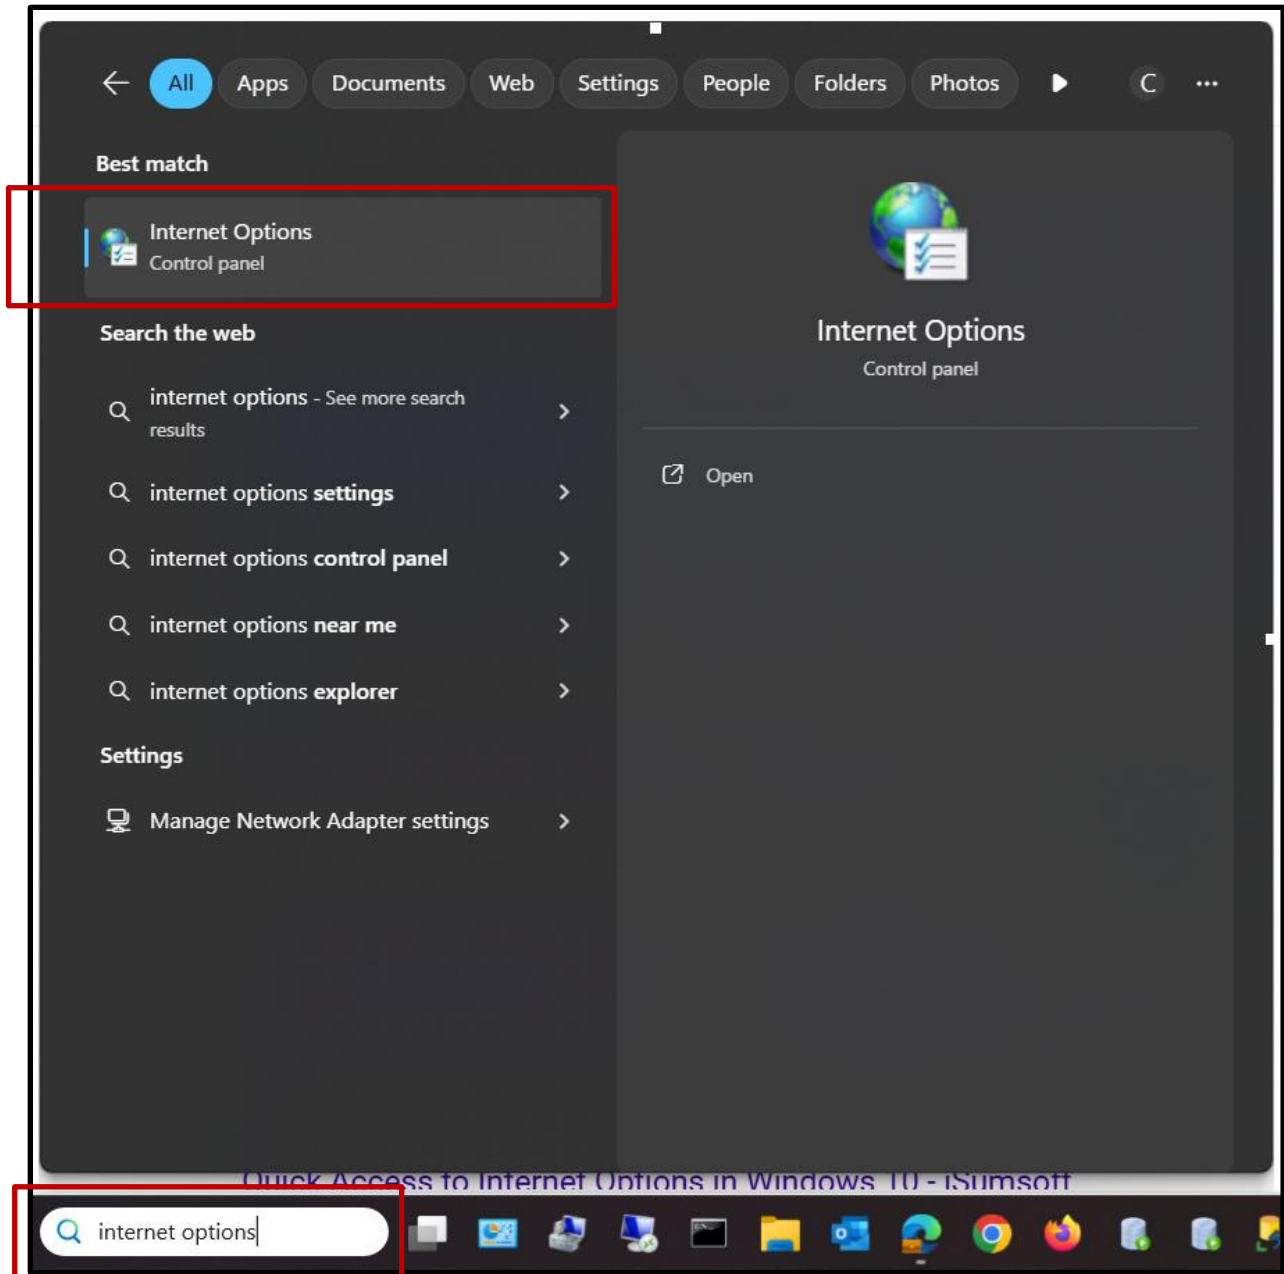 All Apps Documents Web Settings People Folders Photos C
Best match
Internet Options
Control panel
Search the web
internet options - See more search
results
internet options settings
internet options control panel
internet options near me
internet options explorer
Settings
Manage Network Adapter settings
Internet Options
Control panel
Open
Quick Access to Internet Options in Windows 10 - iSumsoft
internet options